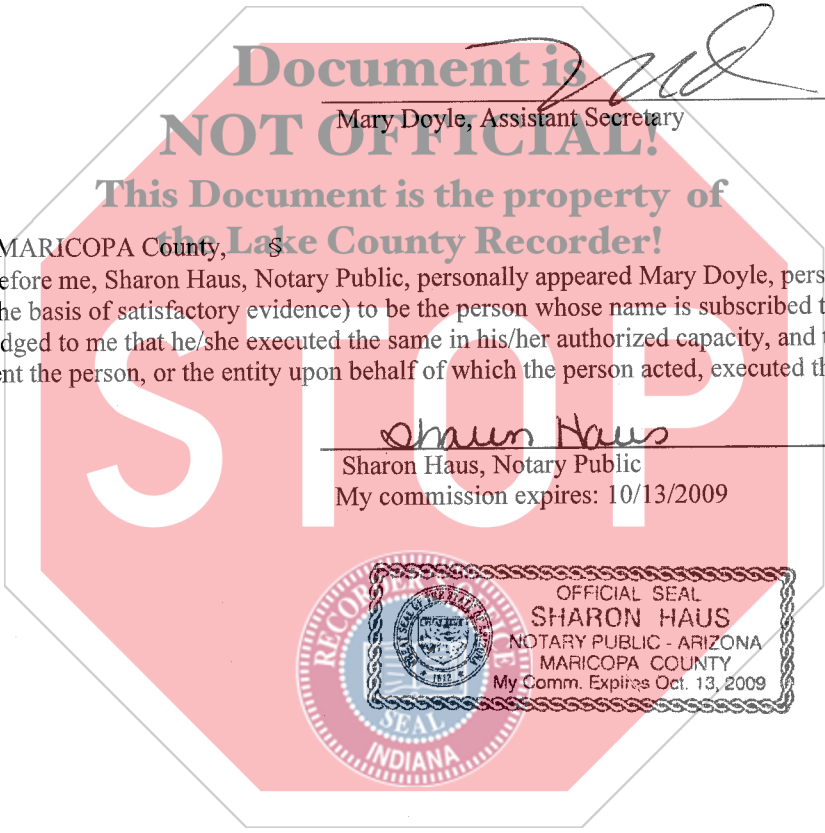 Document is
NOT OFFICIAL!
This Document is the property of
the Lake County Recorder!
STOP
Mary Doyle, Assistant Secretary
MARICOPA County, §
efore me, Sharon Haus, Notary Public, personally appeared Mary Doyle, pers
he basis of satisfactory evidence) to be the person whose name is subscribed t
dged to me that he/she executed the same in his/her authorized capacity, and t
ent the person, or the entity upon behalf of which the person acted, executed th
Sharon Haus
Sharon Haus, Notary Public
My commission expires: 10/13/2009
OFFICIAL SEAL
SHARON HAUS
NOTARY PUBLIC - ARIZONA
MARICOPA COUNTY
My Comm. Expires Oct. 13, 2009
1912
RECORDER'S OFFICE
SEAL
INDIANA